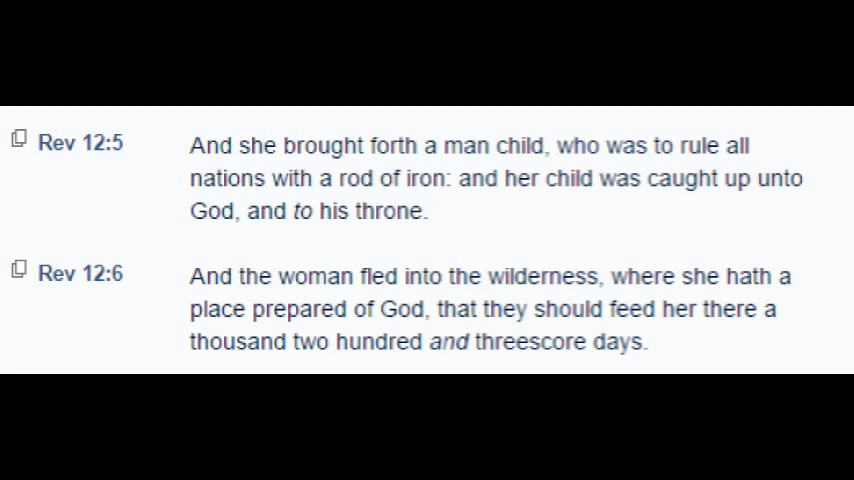 Rev 12:5 And she brought forth a man child, who was to rule all
nations with a rod of iron: and her child was caught up unto
God, and to his throne.
Rev 12:6 And the woman fled into the wilderness, where she hath a
place prepared of God, that they should feed her there a
thousand two hundred and threescore days.